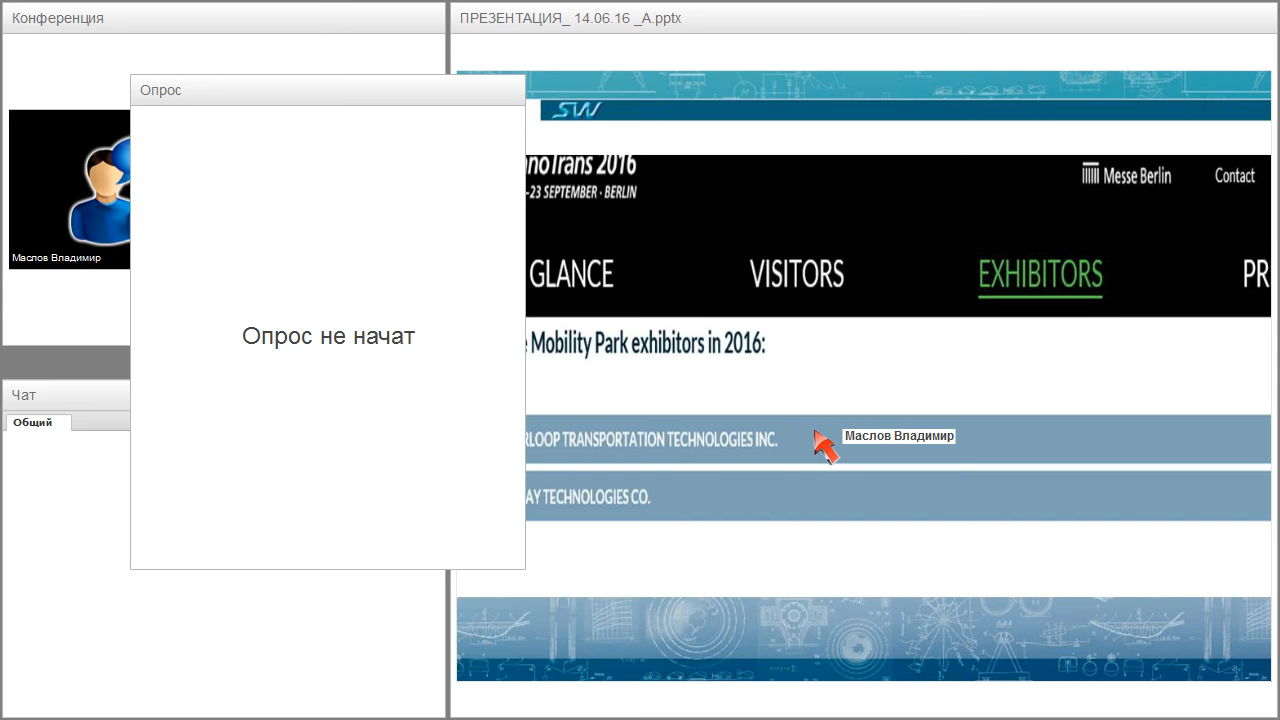 Конференция
ПРЕЗЕНТАЦИЯ_ 14.06.16 _A.pptx
Опрос
SW
noTrans 2016
-23 SEPTEMBER · BERLIN
Messe Berlin
Contact
Маслов Владимир
GLANCE
VISITORS
EXHIBITORS
PR
Опрос не начат
Mobility Park exhibitors in 2016:
Чат
Общий
RLOOP TRANSPORTATION TECHNOLOGIES INC.
Маслов Владимир
AY TECHNOLOGIES CO.